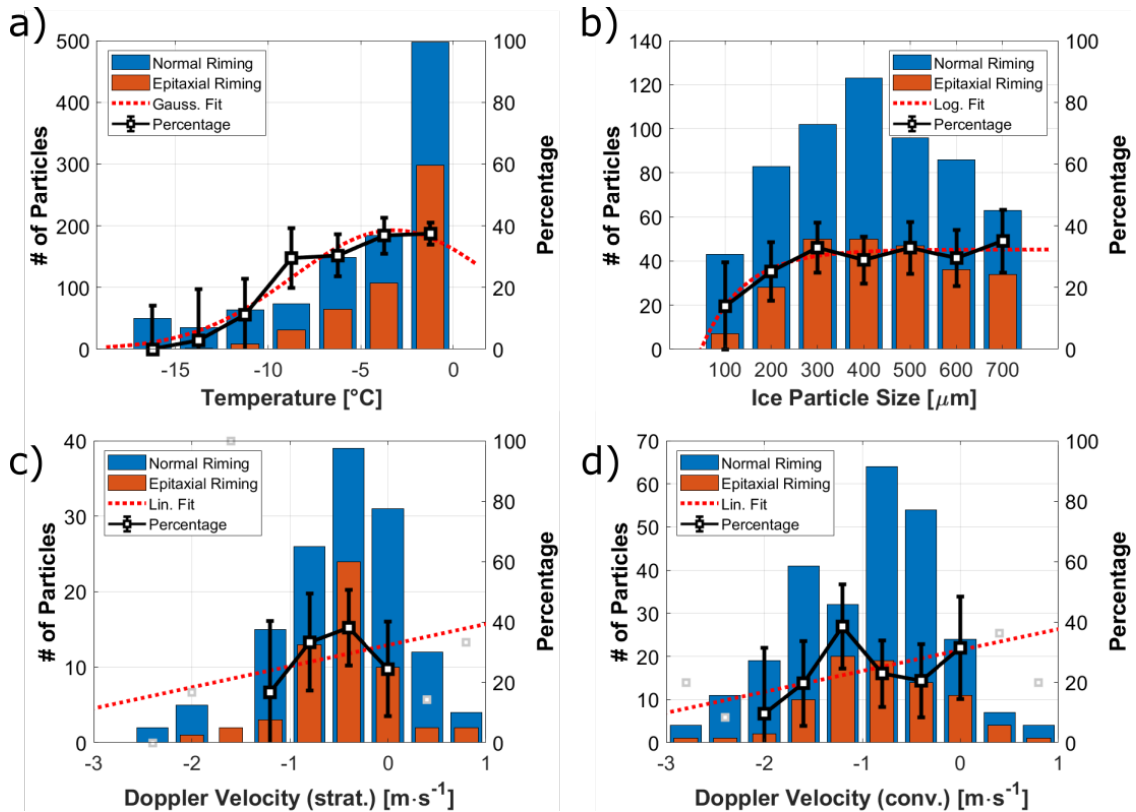 a)
500
400
300
200
100
0
# of Particles
Normal Riming
Epitaxial Riming
Gauss. Fit
Percentage
100
80
60
40
20
0
Percentage
-15
-10
-5
0
Temperature [°C]
b)
140
120
100
80
60
40
20
0
# of Particles
Normal Riming
Epitaxial Riming
Log. Fit
Percentage
100
80
60
40
20
0
Percentage
100
200
300
400
500
600
700
Ice Particle Size [μm]
c)
40
30
20
10
0
# of Particles
Normal Riming
Epitaxial Riming
Lin. Fit
Percentage
100
80
60
40
20
0
Percentage
-3
-2
-1
0
1
Doppler Velocity (strat.) [m·s⁻¹]
d)
70
60
50
40
30
20
10
0
# of Particles
Normal Riming
Epitaxial Riming
Lin. Fit
Percentage
100
80
60
40
20
0
Percentage
-3
-2
-1
0
1
Doppler Velocity (conv.) [m·s⁻¹]